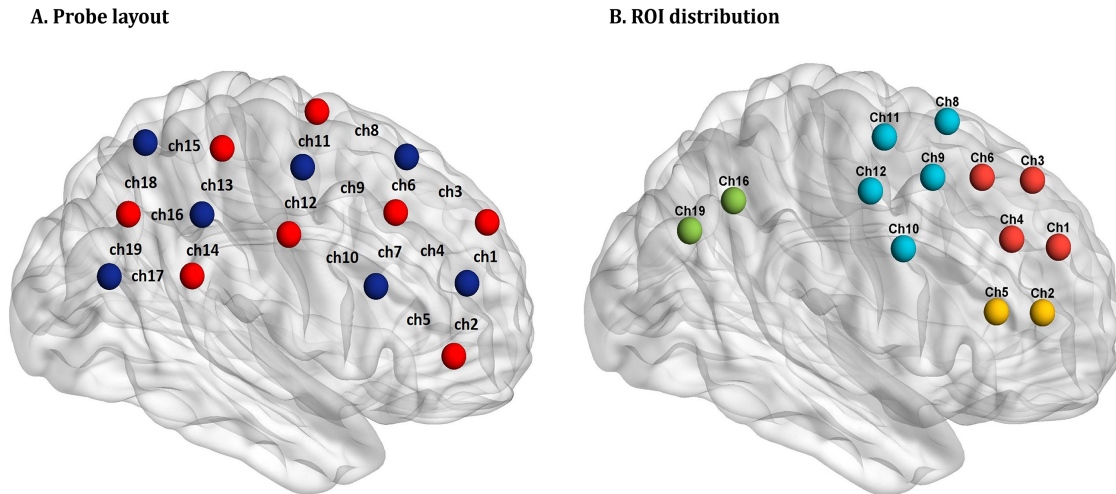 A. Probe layout
B. ROI distribution
ch8
ch11
ch15
ch18
ch13
ch9
ch6
ch3
ch12
ch16
ch19
ch14
ch17
ch10
ch7
ch4
ch1
ch5
ch2
Ch8
Ch11
Ch9
Ch6
Ch3
Ch12
Ch16
Ch19
Ch4
Ch1
Ch10
Ch5
Ch2